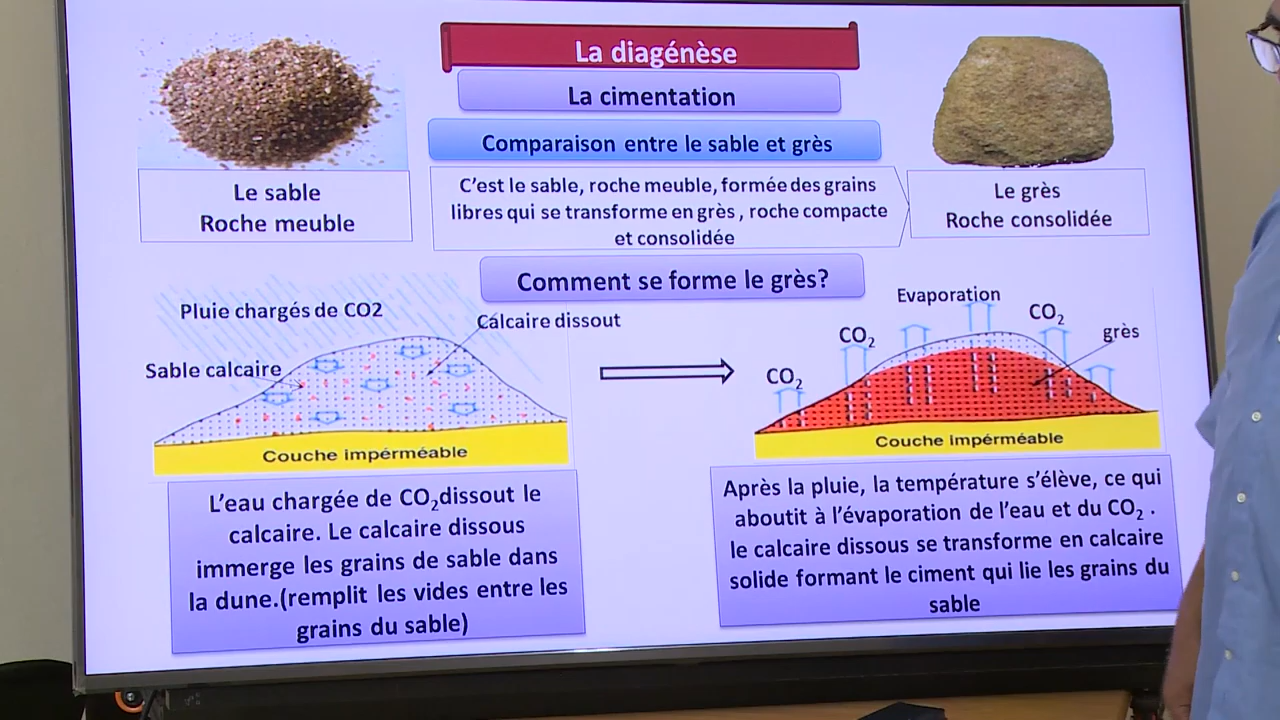 La diagénèse
La cimentation
Comparaison entre le sable et grès
Le sable
Roche meuble
C'est le sable, roche meuble, formée des grains
libres qui se transforme en grès , roche compacte
et consolidée
Le grès
Roche consolidée
Comment se forme le grès?
Pluie chargés de CO2
Calcaire dissout
Sable calcaire
Couche impérméable
Evaporation
CO₂
CO₂
grès
CO₂
Couche impérméable
L'eau chargée de CO₂dissout le
calcaire. Le calcaire dissous
immerge les grains de sable dans
la dune.(remplit les vides entre les
grains du sable)
Après la pluie, la température s'élève, ce qui
aboutit à l'évaporation de l'eau et du CO₂ .
le calcaire dissous se transforme en calcaire
solide formant le ciment qui lie les grains du
sable